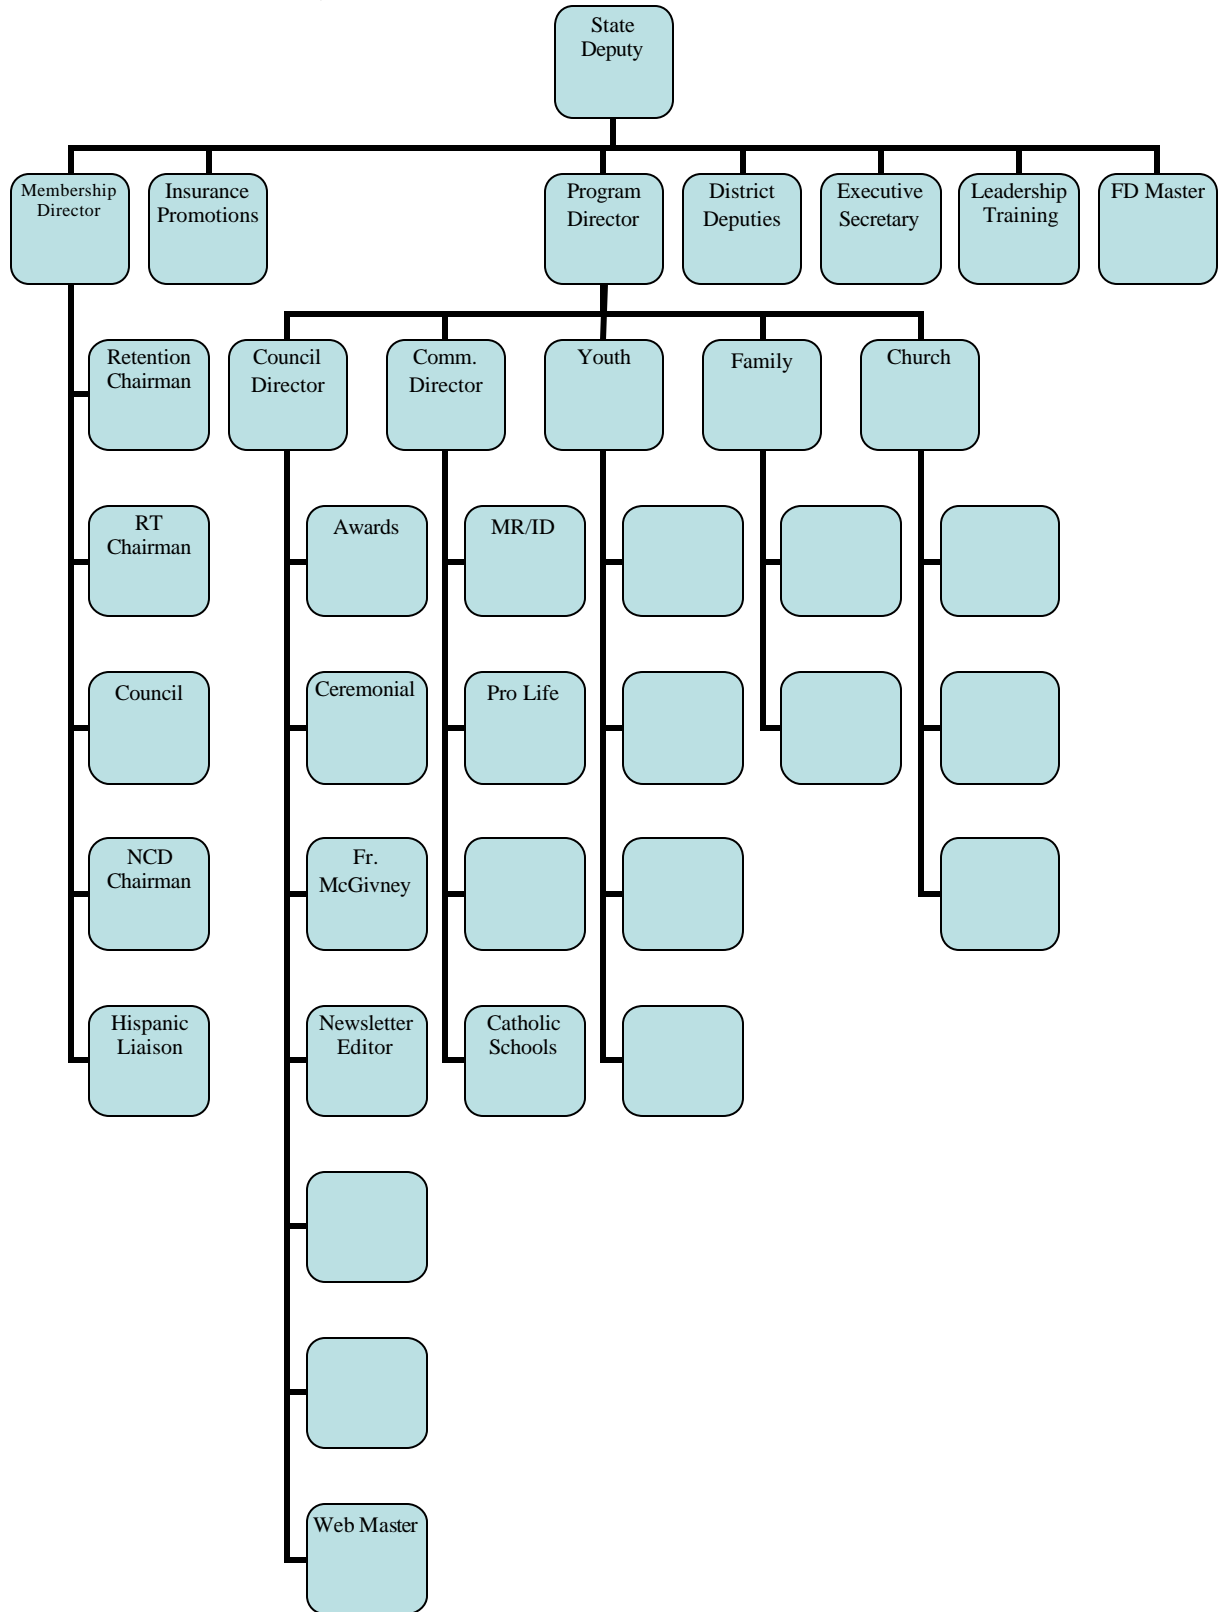 State
Deputy
Membership
Director
Insurance
Promotions
Program
Director
District
Deputies
Executive
Secretary
Leadership
Training
FD Master
Retention
Chairman
Council
Director
Comm.
Director
Youth
Family
Church
RT
Chairman
Awards
MR/ID
Council
Ceremonial
Pro Life
NCD
Chairman
Fr.
McGivney
Hispanic
Liaison
Newsletter
Editor
Catholic
Schools
Web Master